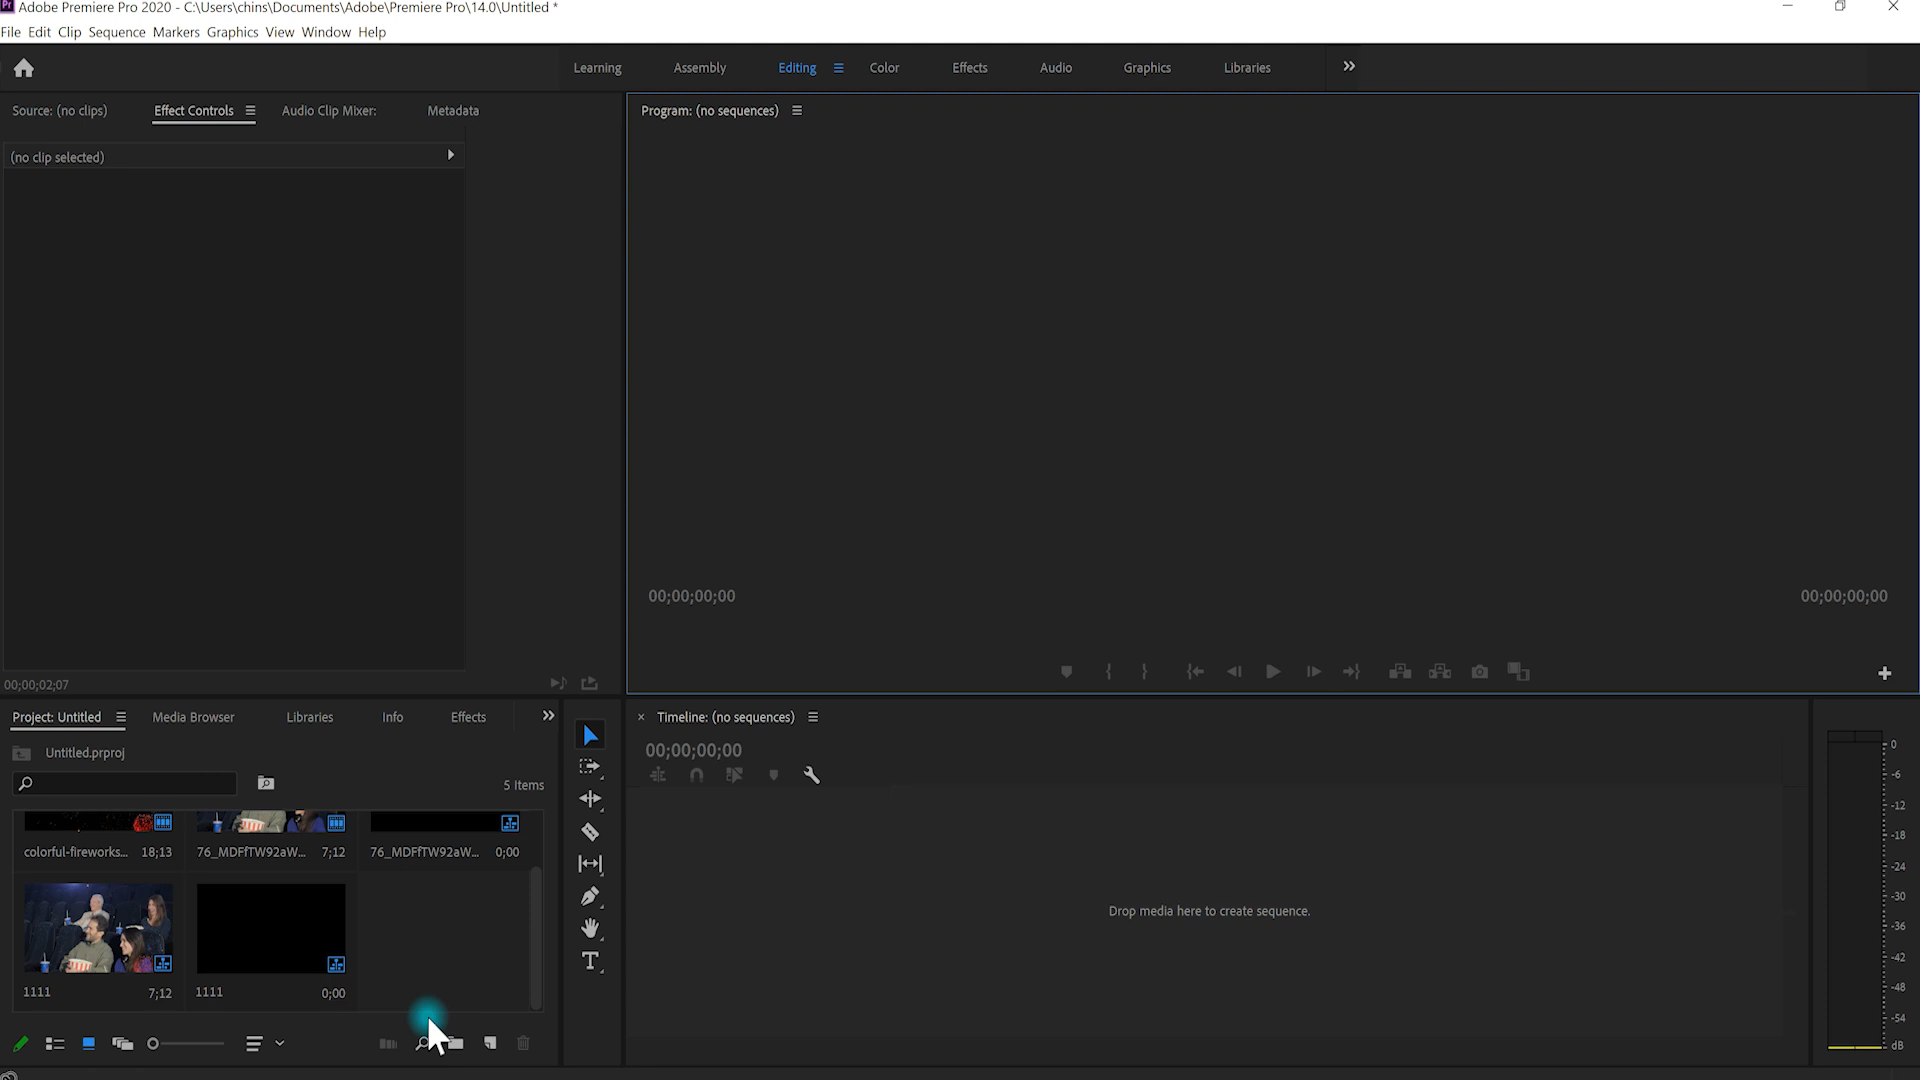 Pr Adobe Premiere Pro 2020 - C:\Users\chins\Documents\Adobe\Premiere Pro\14.0\Untitled *
File Edit Clip Sequence Markers Graphics View Window Help
Learning Assembly Editing Color Effects Audio Graphics Libraries
Source: (no clips) Effect Controls Audio Clip Mixer: Metadata
Program: (no sequences)
(no clip selected)
00;00;00;00 00;00;00;00
00;00;02;07
Project: Untitled Media Browser Libraries Info Effects
Timeline: (no sequences)
Untitled.prproj
00;00;00;00
5 Items
colorful-fireworks... 18;13 76_MDFfTW92aW... 7;12 76_MDFfTW92aW... 0;00
Drop media here to create sequence.
1111 7;12 1111 0;00
0
-6
-12
-18
-24
-30
-36
-42
-48
-54
dB